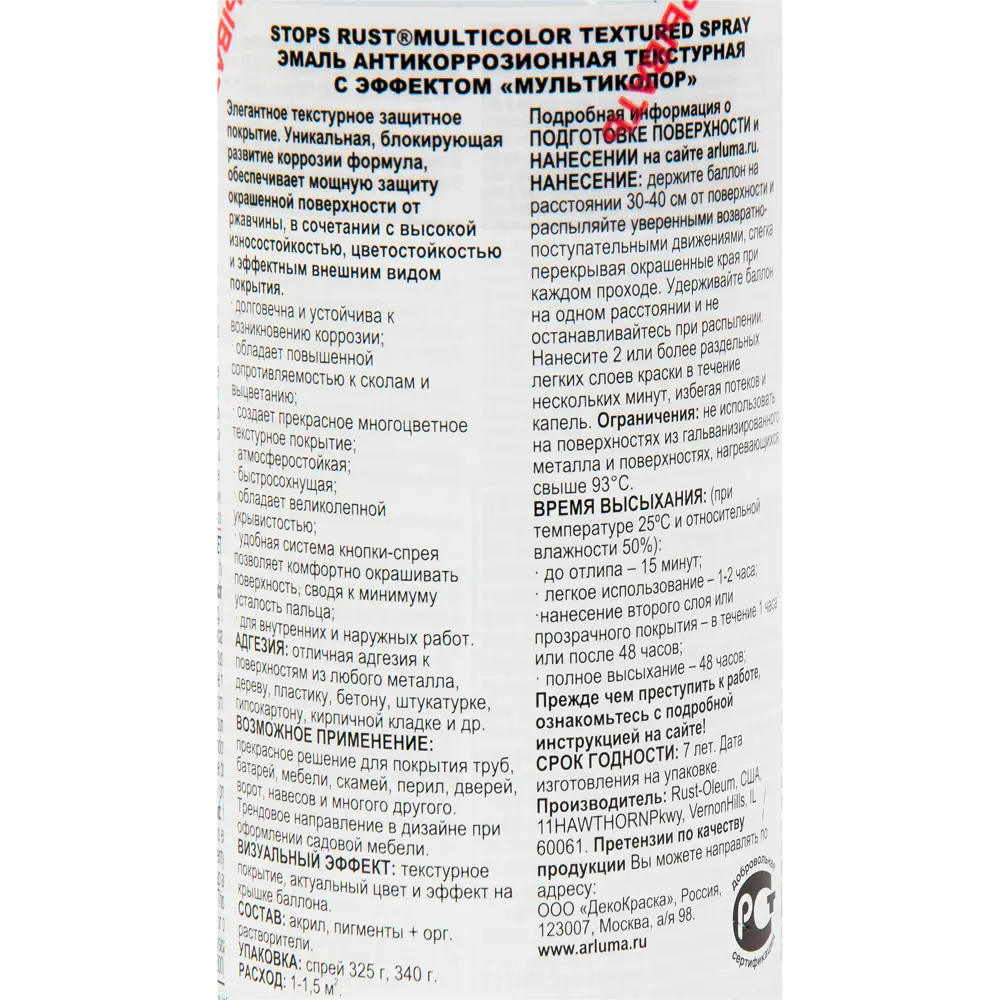 STOPS RUST®MULTICOLOR TEXTURED SPRAY
ЭМАЛЬ АНТИКОРРОЗИОННАЯ ТЕКСТУРНАЯ
С ЭФФЕКТОМ «МУЛЬТИКОЛОР»
Элегантное текстурное защитное
покрытие. Уникальная, блокирующая
развитие коррозии формула,
обеспечивает мощную защиту
окрашенной поверхности от
ржавчины, в сочетании с высокой
износостойкостью, цветостойкостью
и эффектным внешним видом
покрытия.
· долговечна и устойчива к
возникновению коррозии;
· обладает повышенной
сопротивляемостью к сколам и
выцветанию;
· создает прекрасное многоцветное
текстурное покрытие;
· атмосферостойкая;
· быстросохнущая;
· обладает великолепной
укрывистостью;
· удобная система кнопки-спрея
позволяет комфортно окрашивать
поверхность, сводя к минимуму
усталость пальца;
· для внутренних и наружных работ.
АДГЕЗИЯ: отличная адгезия к
поверхностям из любого металла,
дереву, пластику, бетону, штукатурке,
гипсокартону, кирпичной кладке и др.
ВОЗМОЖНОЕ ПРИМЕНЕНИЕ:
прекрасное решение для покрытия труб,
батарей, мебели, скамей, перил, дверей,
ворот, навесов и многого другого.
Трендовое направление в дизайне при
оформлении садовой мебели.
ВИЗУАЛЬНЫЙ ЭФФЕКТ: текстурное
покрытие, актуальный цвет и эффект на
крышке баллона.
СОСТАВ: акрил, пигменты + орг.
растворители.
УПАКОВКА: спрей 325 г, 340 г.
РАСХОД: 1-1,5 м².
Подробная информация о
ПОДГОТОВКЕ ПОВЕРХНОСТИ и
НАНЕСЕНИИ на сайте arluma.ru.
НАНЕСЕНИЕ: держите баллон на
расстоянии 30-40 см от поверхности и
распыляйте уверенными возвратно-
поступательными движениями, слегка
перекрывая окрашенные края при
каждом проходе. Удерживайте баллон
на одном расстоянии и не
останавливайтесь при распылении.
Нанесите 2 или более раздельных
легких слоев краски в течение
нескольких минут, избегая потеков и
капель. Ограничения: не использовать
на поверхностях из гальванизированного
металла и поверхностях, нагревающихся
свыше 93°С.
ВРЕМЯ ВЫСЫХАНИЯ: (при
температуре 25ºС и относительной
влажности 50%):
· до отлипа – 15 минут;
· легкое использование – 1-2 часа;
·нанесение второго слоя или
прозрачного покрытия – в течение 1 часа
или после 48 часов;
· полное высыхание – 48 часов;
Прежде чем преступить к работе,
ознакомьтесь с подробной
инструкцией на сайте!
СРОК ГОДНОСТИ: 7 лет. Дата
изготовления на упаковке.
Производитель: Rust-Oleum, США,
11HAWTHORNPkwy, VernonHills, IL
60061. Претензии по качеству
продукции Вы можете направлять по
адресу:
ООО «ДекоКраска», Россия,
123007, Москва, а/я 98.
www.arluma.ru
добровольная
РСТ
сертификация